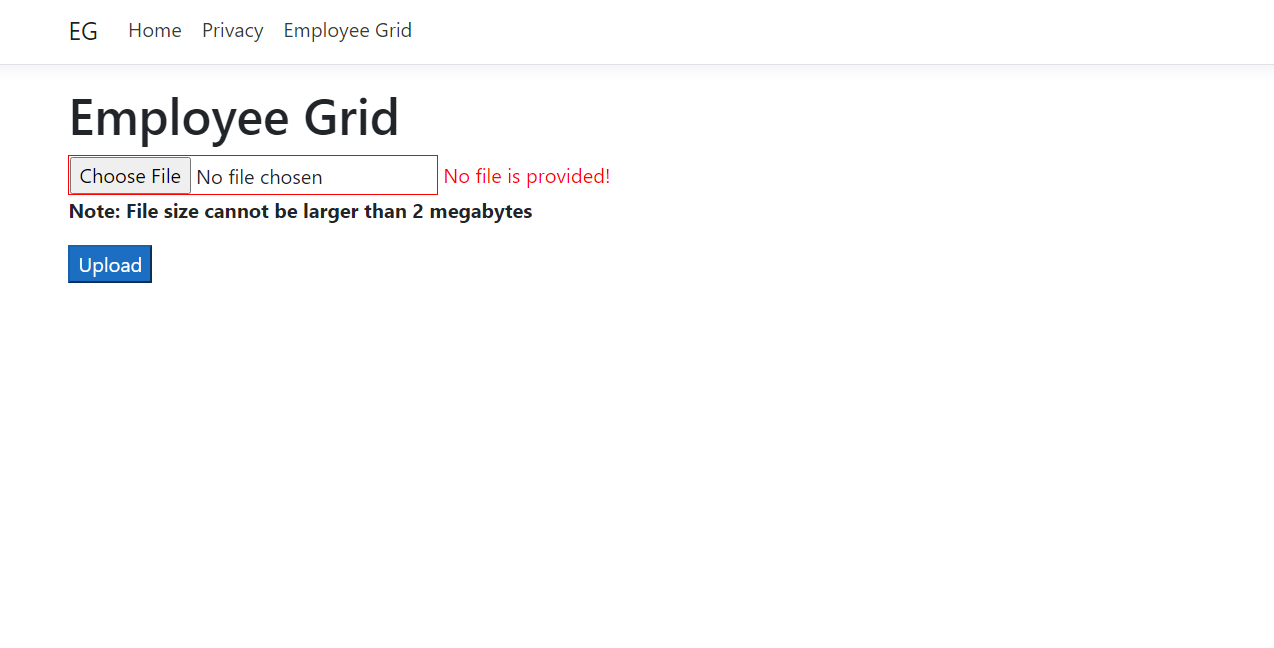 EG Home Privacy Employee Grid
Employee Grid
Choose File No file chosen No file is provided!
Note: File size cannot be larger than 2 megabytes
Upload